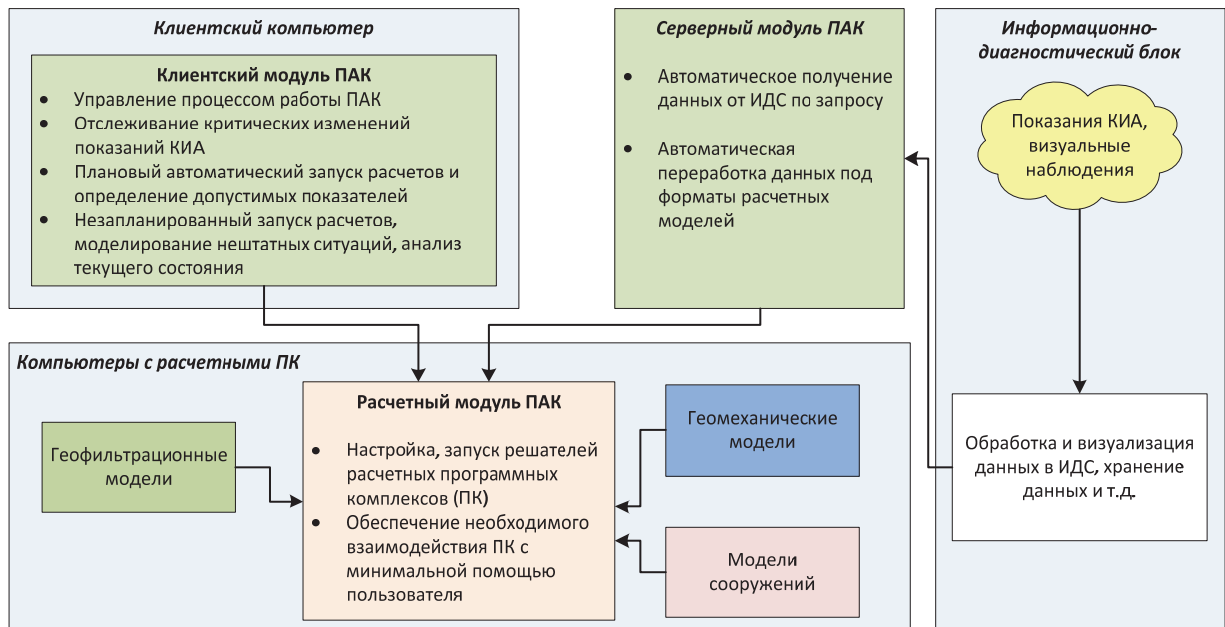 Клиентский компьютер
Клиентский модуль ПАК
• Управление процессом работы ПАК
• Отслеживание критических изменений
показаний КИА
• Плановый автоматический запуск расчетов и
определение допустимых показателей
• Незапланированный запуск расчетов,
моделирование нештатных ситуаций, анализ
текущего состояния
Серверный модуль ПАК
• Автоматическое получение
данных от ИДС по запросу
• Автоматическая
переработка данных под
форматы расчетных
моделей
Информационно-
диагностический блок
Показания КИА,
визуальные
наблюдения
Обработка и визуализация
данных в ИДС, хранение
данных и т.д.
Компьютеры с расчетными ПК
Геофильтрационные
модели
Расчетный модуль ПАК
• Настройка, запуск решателей
расчетных программных
комплексов (ПК)
• Обеспечение необходимого
взаимодействия ПК с
минимальной помощью
пользователя
Геомеханические
модели
Модели
сооружений